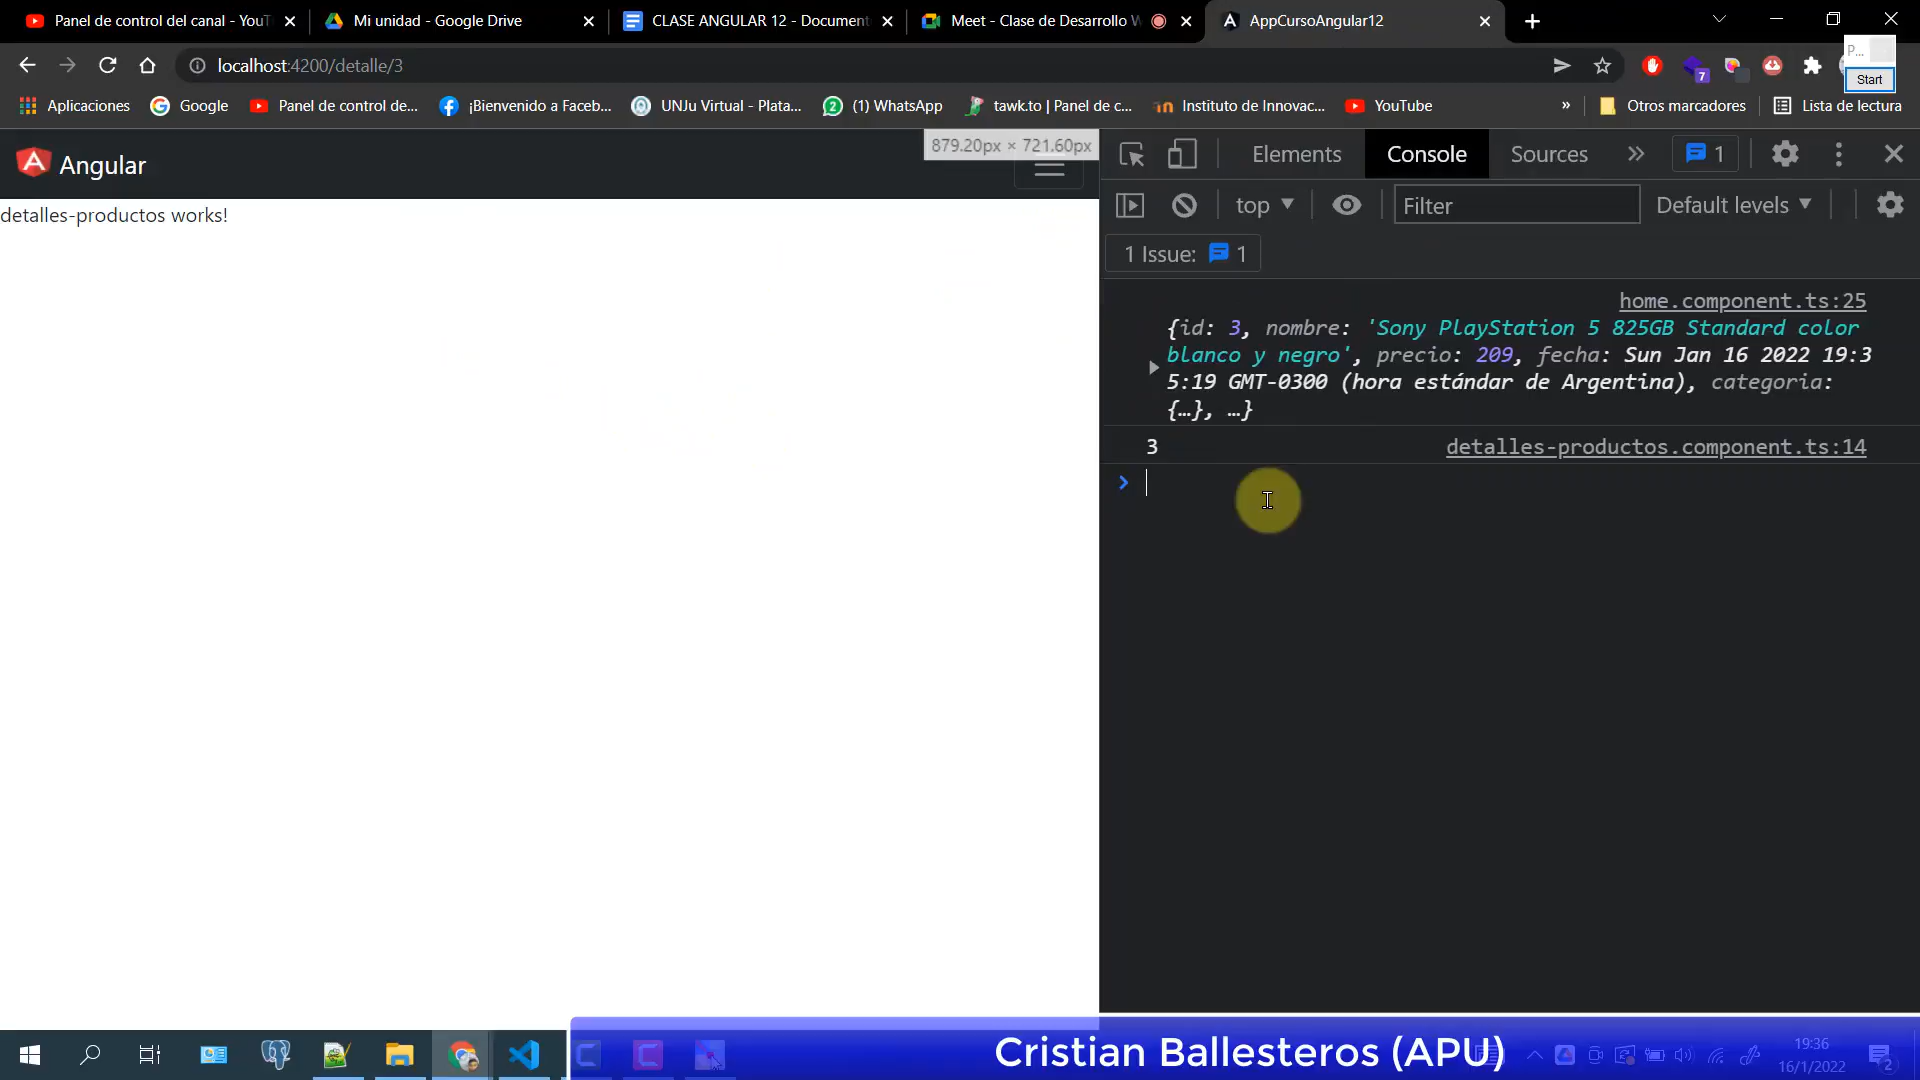 Panel de control del canal - YouT
Mi unidad - Google Drive
CLASE ANGULAR 12 - Document
Meet - Clase de Desarrollo W
AppCursoAngular12
localhost:4200/detalle/3
7
P...
Start
Aplicaciones
Google
Panel de control de...
¡Bienvenido a Faceb...
UNJu Virtual - Plata...
(1) WhatsApp
tawk.to | Panel de c...
Instituto de Innovac...
YouTube
»
Otros marcadores
Lista de lectura
Angular
879.20px × 721.60px
detalles-productos works!
Elements
Console
Sources
»
1
top
Filter
Default levels
1 Issue: 1
home.component.ts:25
{id: 3, nombre: 'Sony PlayStation 5 825GB Standard color
blanco y negro', precio: 209, fecha: Sun Jan 16 2022 19:3
5:19 GMT-0300 (hora estándar de Argentina), categoria:
{…}, …}
3 detalles-productos.component.ts:14
Cristian Ballesteros (APU)
19:36
16/1/2022
2